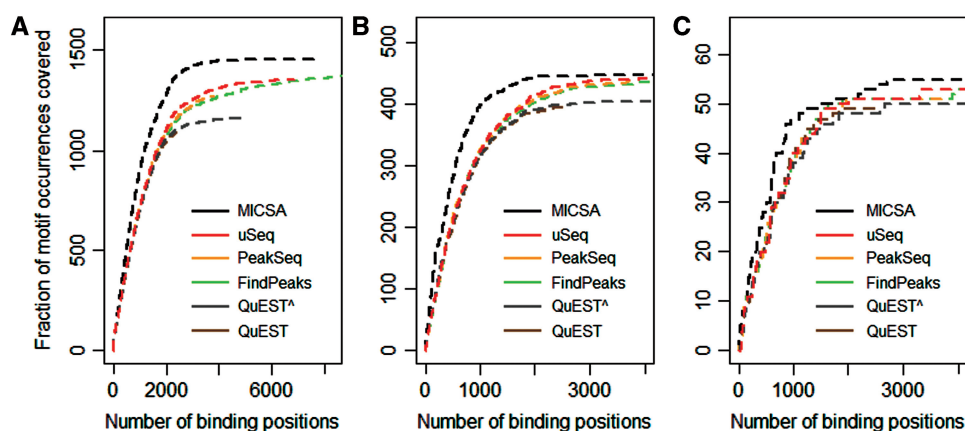 A
B
C
Fraction of motif occurrences covered
0
500
1000
1500
MICSA
uSeq
PeakSeq
FindPeaks
QuEST^
QuEST
0
2000
6000
Number of binding positions
0
100
200
300
400
500
MICSA
uSeq
PeakSeq
FindPeaks
QuEST^
QuEST
0
1000
3000
Number of binding positions
0
10
20
30
40
50
60
MICSA
uSeq
PeakSeq
FindPeaks
QuEST^
QuEST
0
1000
3000
Number of binding positions